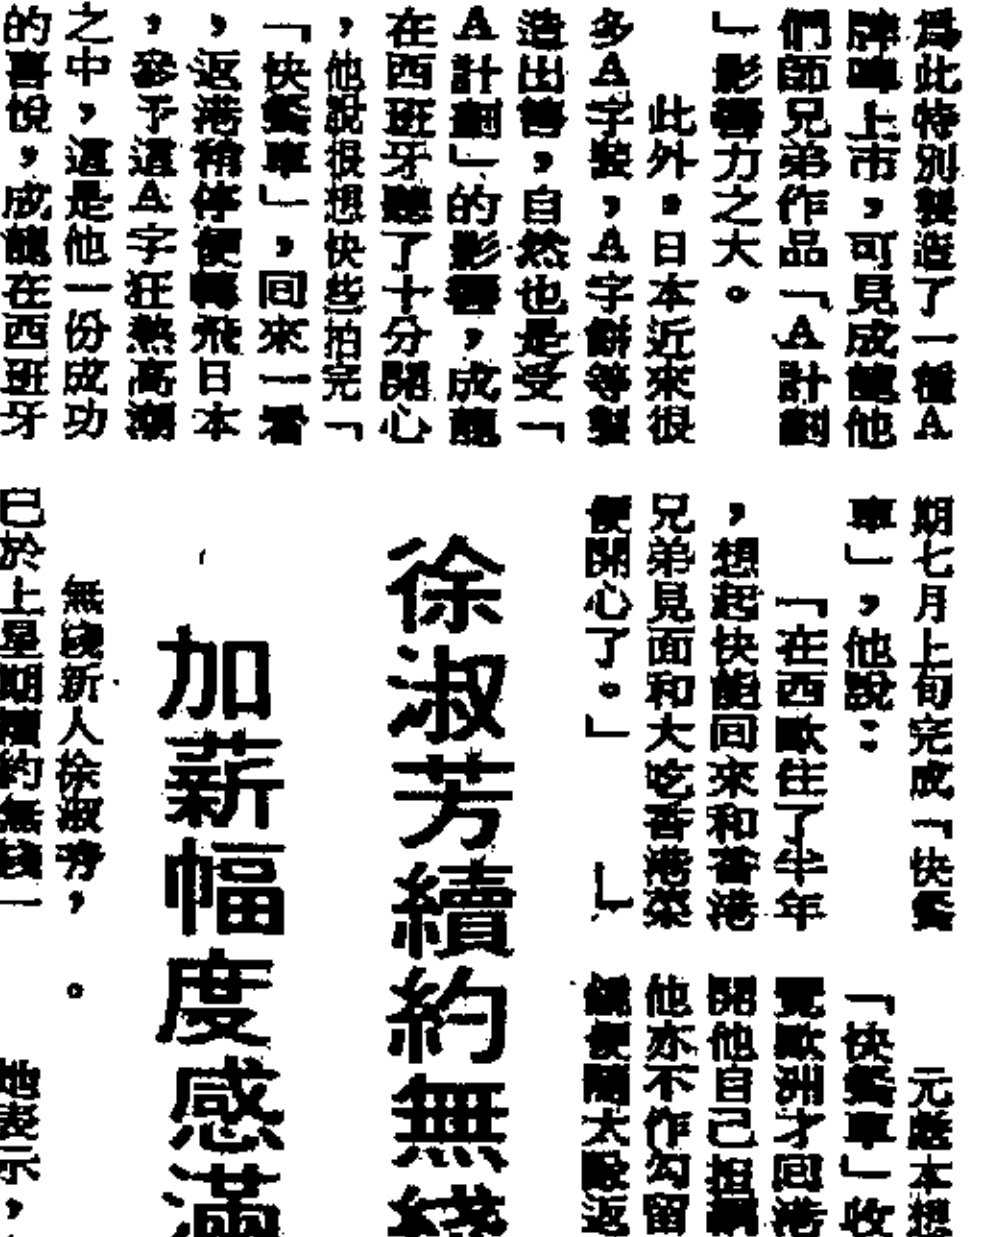 爲此特別製造了一種A
牌啤上市，可見成龍他
們師兄弟作品「A計劃
」影響力之大。
此外。日本近來很
多A字裝，A字餅等製
造出售，自然也是受「
A計劃」的影響，成龍
在西班牙聽了十分開心
，他說很想快些拍完「
「快餐車」，囘來一看
，返港稍停便轉飛日本
，參予這A字狂熱高潮
之中，這是他一份成功
的喜悅，成龍在西班牙
期七月上旬完成「快餐
車」，他說：
「在西歐住了半年
，想起快能囘來和香港
兄弟見面和大吃香港菜
便開心了。」
元彪本想
「快餐車」收
覽歐洲才囘港
開他自己担綱
他亦不作勾留
便開太
返
徐淑芳續約無綫
加薪幅度感滿
無綫新人徐淑芳，
已於上星期續約無綫一
。
她表示，